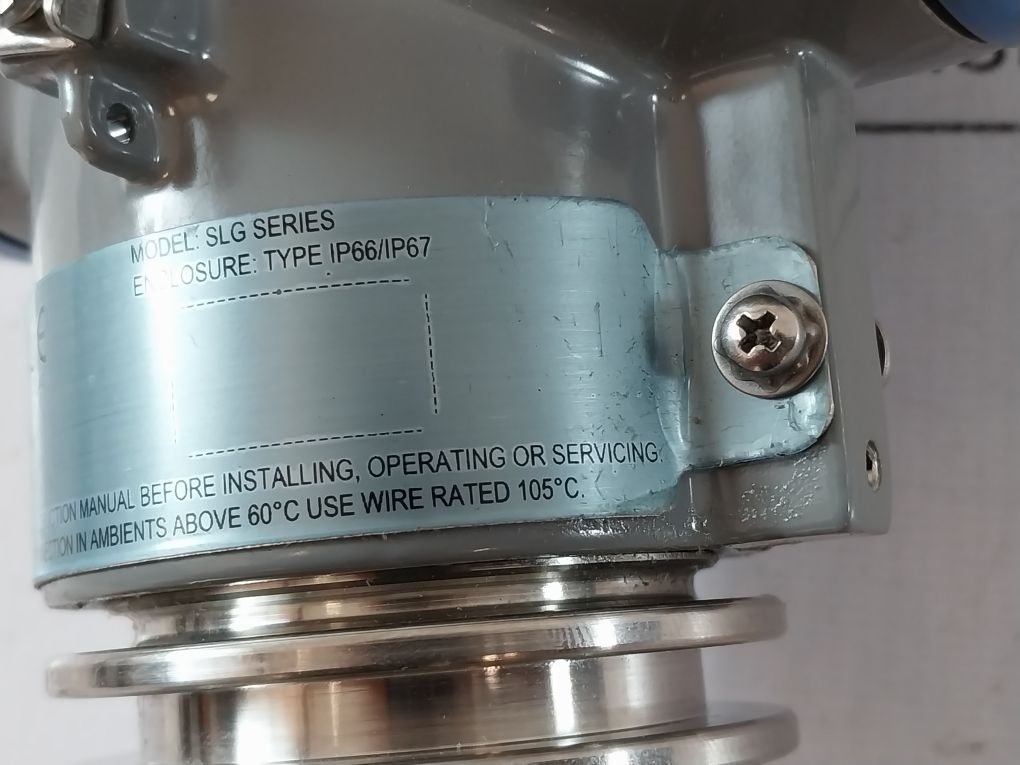 MODEL: SLG SERIES
ENCLOSURE: TYPE IP66/IP67
MANUAL BEFORE INSTALLING, OPERATING OR SERVICING.
IN AMBIENTS ABOVE 60°C USE WIRE RATED 105°C.